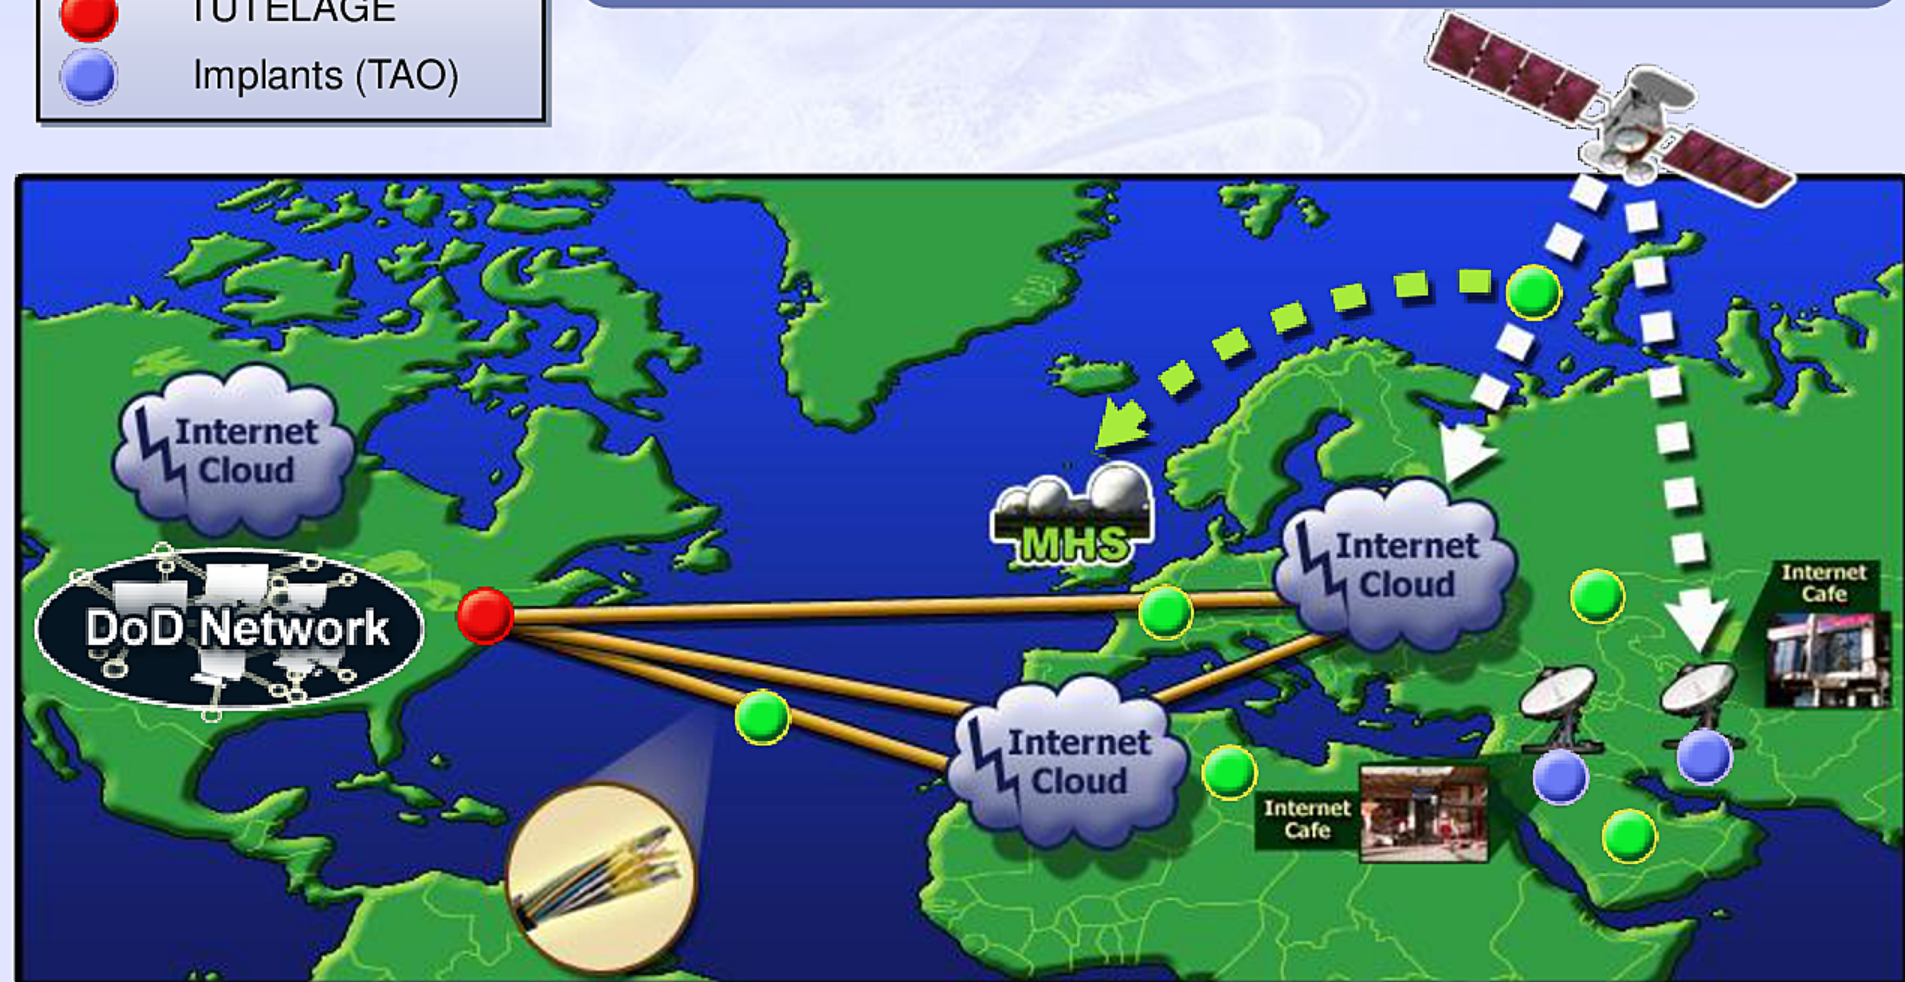 TUTELAGE
Implants (TAO)
Internet
Cloud
DoD Network
MHS
Internet
Cloud
Internet
Cafe
Internet
Cloud
Internet
Cafe